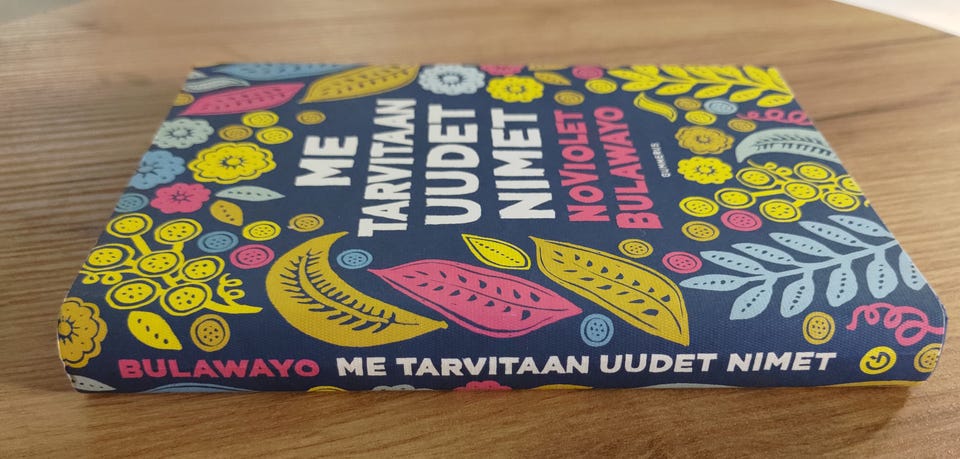 ME
TARVITAAN
UUDET
NIMET
NOVIOLET
BULAWAYO
GUMMERUS
BULAWAYO ME TARVITAAN UUDET NIMET